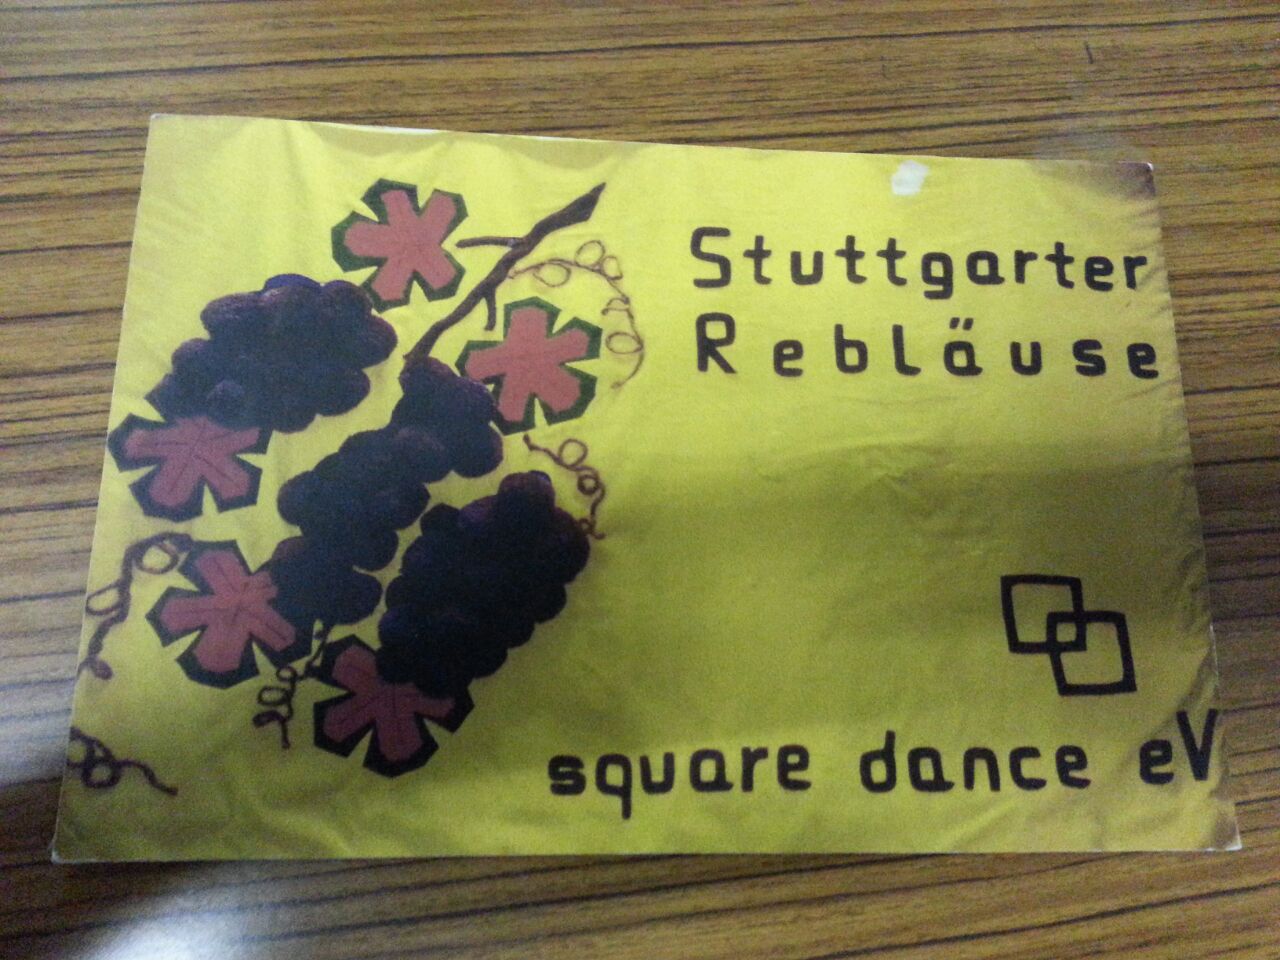 Stuttgarter
Rebläuse
square dance eV